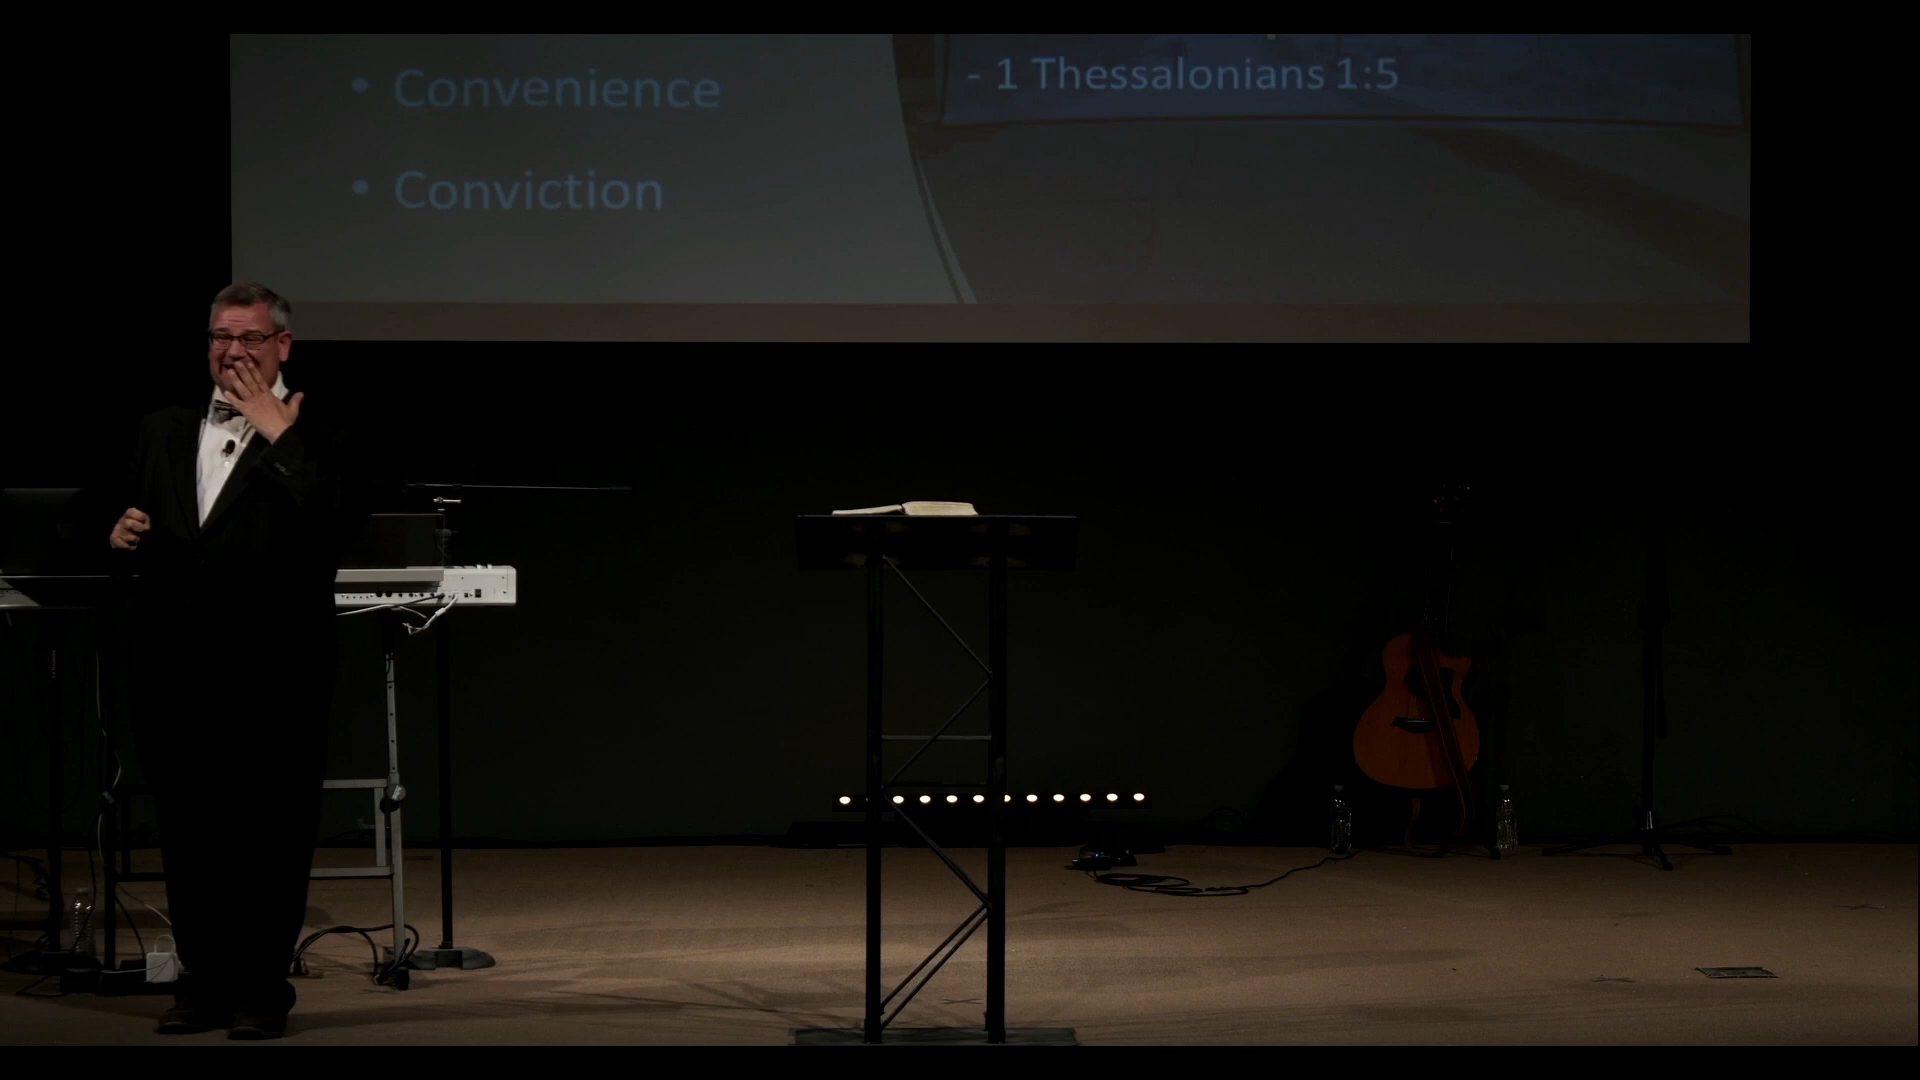 • Convenience
• Conviction
- 1 Thessalonians 1:5